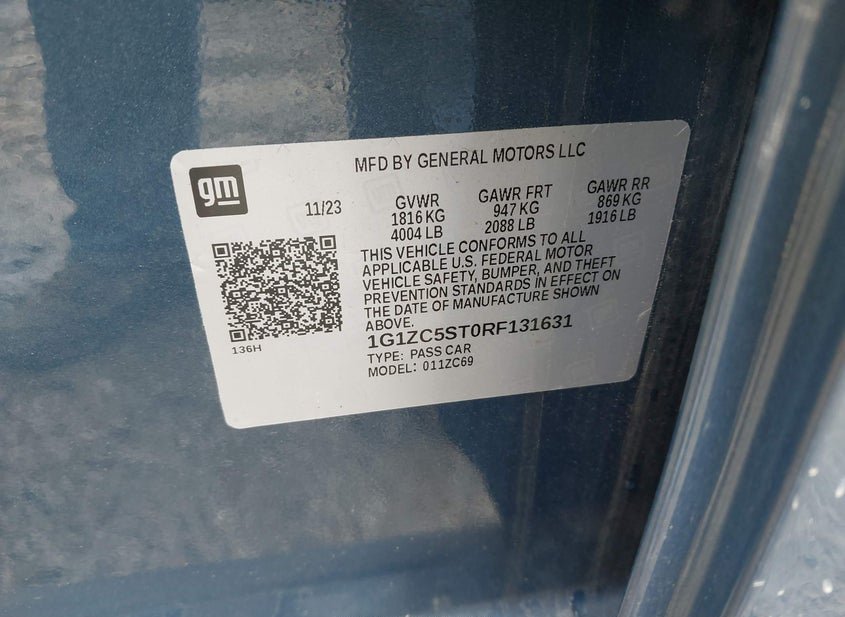 MFD BY GENERAL MOTORS LLC
gm
11/23
GVWR
1816 KG
4004 LB
GAWR FRT
947 KG
2088 LB
GAWR RR
869 KG
1916 LB
THIS VEHICLE CONFORMS TO ALL
APPLICABLE U.S. FEDERAL MOTOR
VEHICLE SAFETY, BUMPER, AND THEFT
PREVENTION STANDARDS IN EFFECT ON
THE DATE OF MANUFACTURE SHOWN
ABOVE.
1G1ZC5ST0RF131631
TYPE: PASS CAR
MODEL: 011ZC69
136H